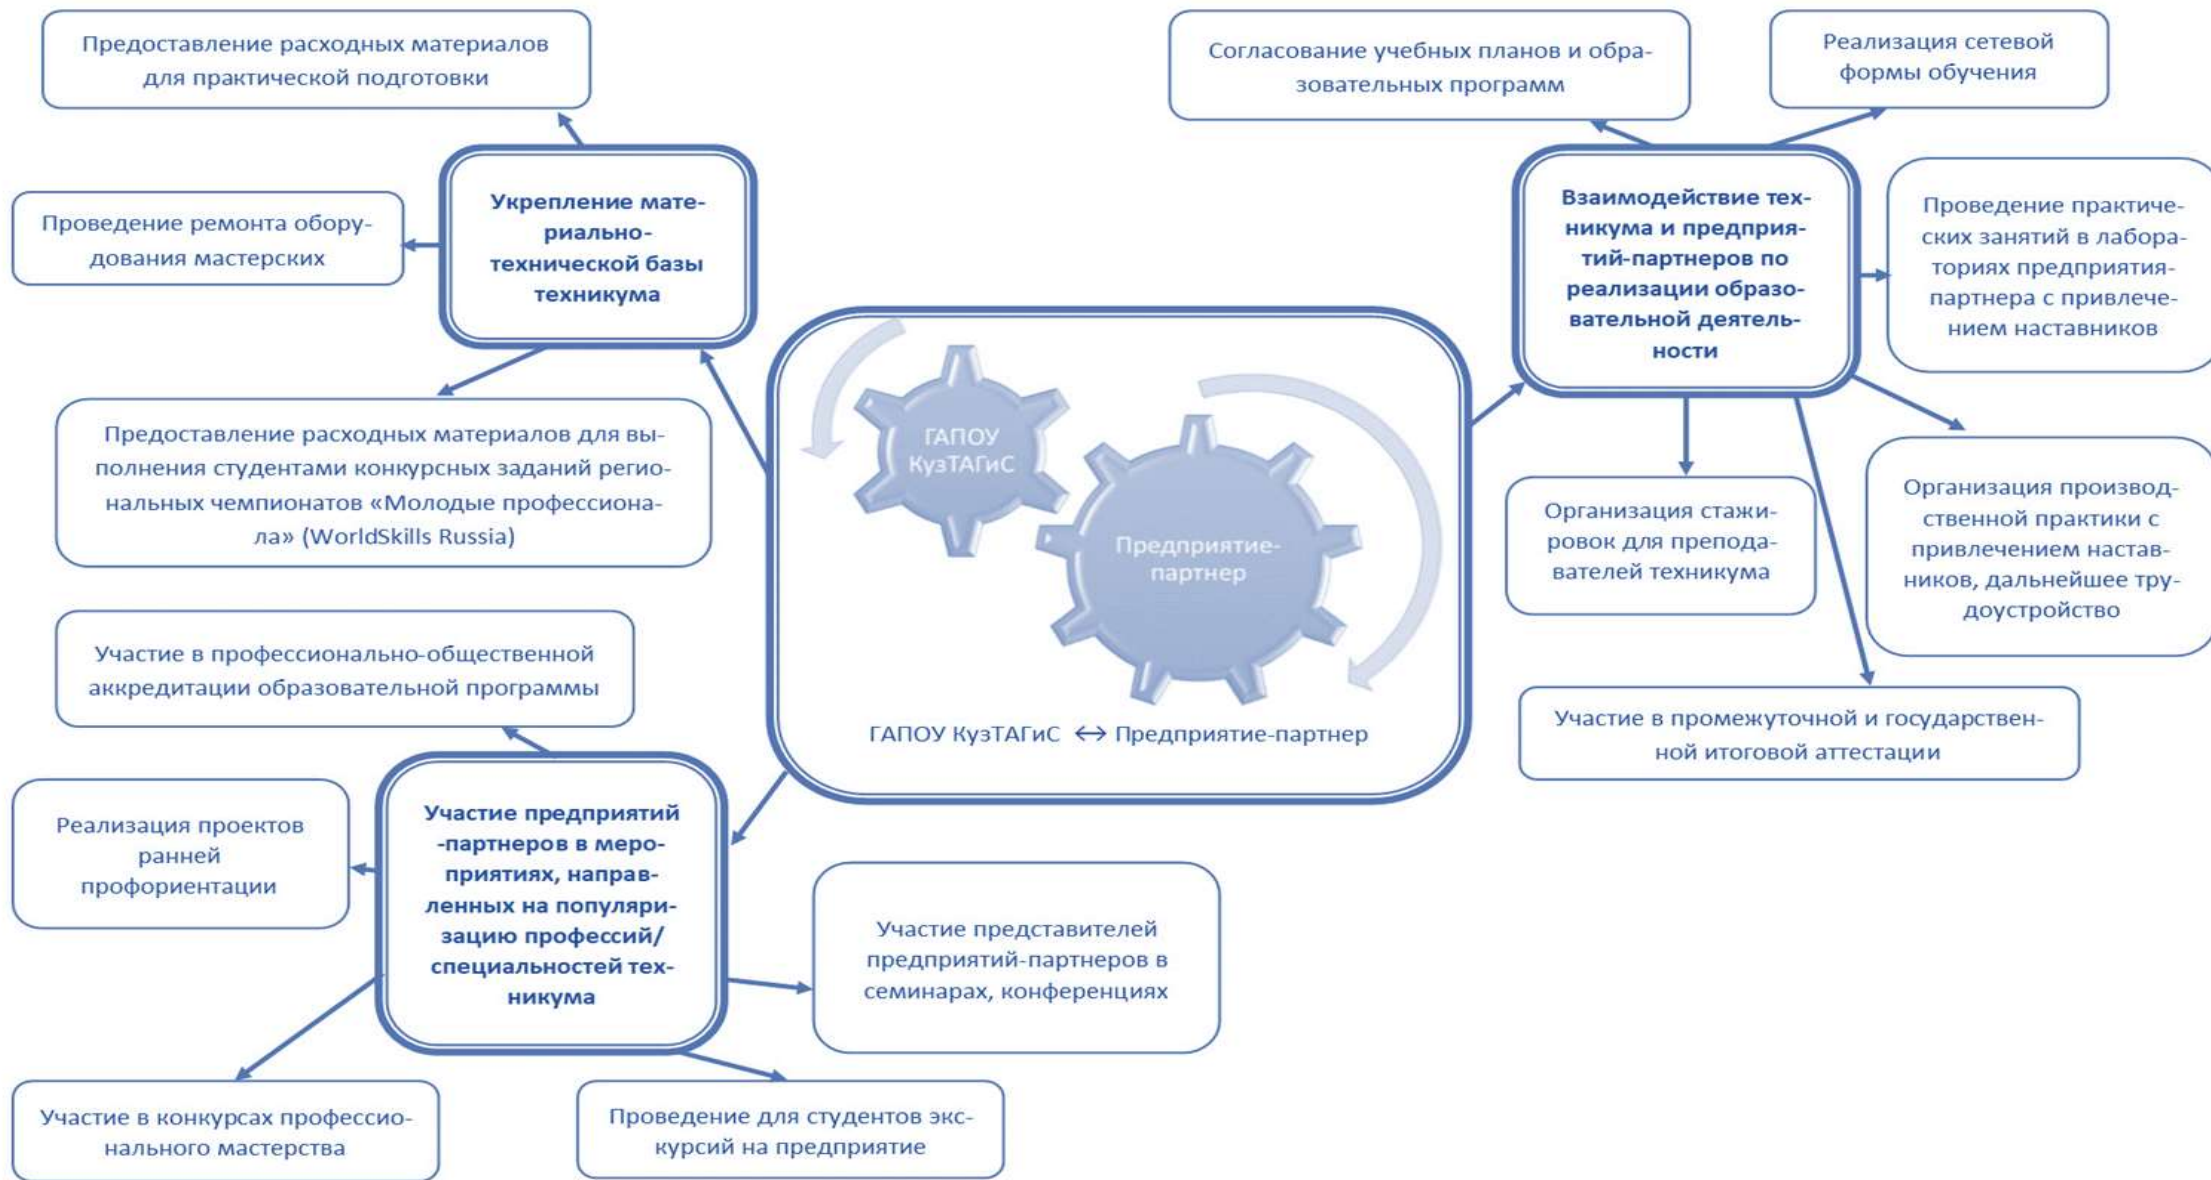 Предоставление расходных материалов
для практической подготовки
Согласование учебных планов и обра-
зовательных программ
Реализация сетевой
формы обучения
Проведение ремонта обору-
дования мастерских
Укрепление мате-
риально-
технической базы
техникума
Взаимодействие тех-
никума и предприя-
тий-партнеров по
реализации образо-
вательной деятель-
ности
Проведение практиче-
ских занятий в лабора-
ториях предприятия-
партнера с привлече-
нием наставников
Предоставление расходных материалов для вы-
полнения студентами конкурсных заданий регио-
нальных чемпионатов «Молодые профессиона-
ла» (WorldSkills Russia)
ГАПОУ
КузТАГиС
Предприятие-
партнер
ГАПОУ КузТАГиС ↔ Предприятие-партнер
Организация стажи-
ровок для препода-
вателей техникума
Организация производ-
ственной практики с
привлечением настав-
ников, дальнейшее тру-
доустройство
Участие в промежуточной и государствен-
ной итоговой аттестации
Участие в профессионально-общественной
аккредитации образовательной программы
Реализация проектов
ранней
профориентации
Участие предприятий
-партнеров в меро-
приятиях, направ-
ленных на популяри-
зацию профессий/
специальностей тех-
никума
Участие представителей
предприятий-партнеров в
семинарах, конференциях
Участие в конкурсах профессио-
нального мастерства
Проведение для студентов экс-
курсий на предприятие